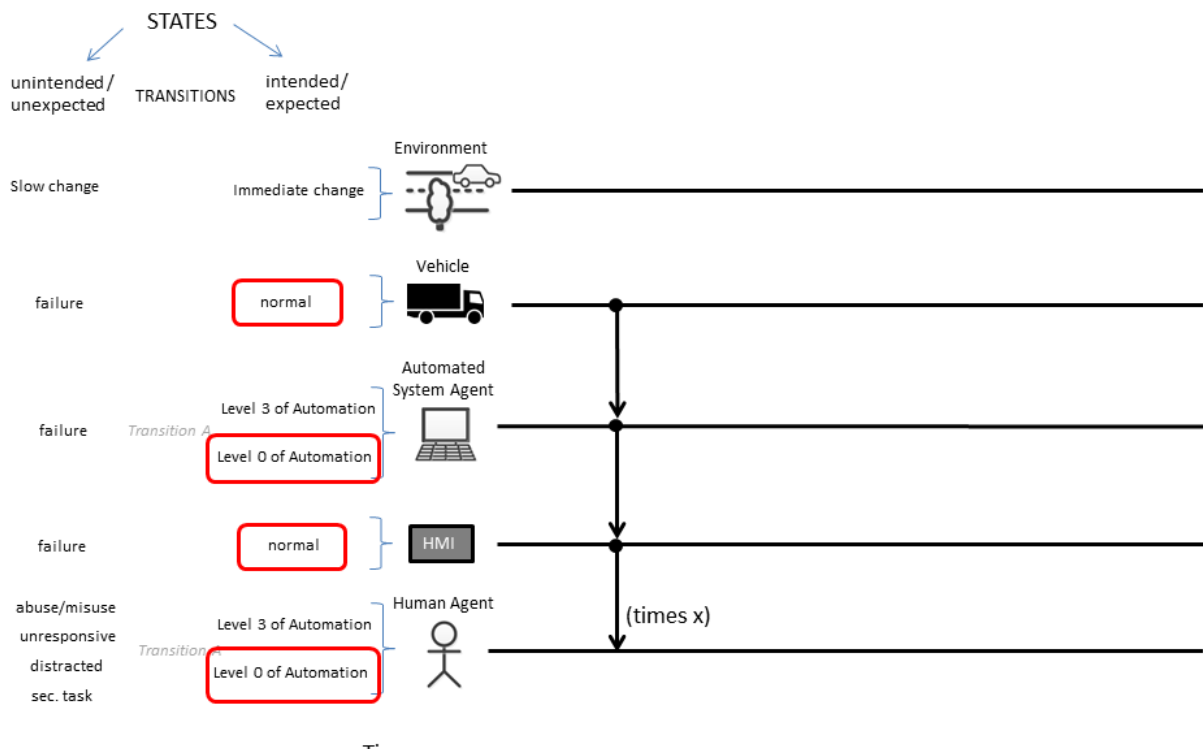 STATES
unintended/
unexpected
TRANSITIONS
intended/
expected
Environment
Slow change
Immediate change
Vehicle
failure
normal
Automated
System Agent
Level 3 of Automation
failure
Transition A
Level 0 of Automation
failure
normal
HMI
Human Agent
abuse/misuse
unresponsive
distracted
sec. task
Level 3 of Automation
Transition A
Level 0 of Automation
(times x)